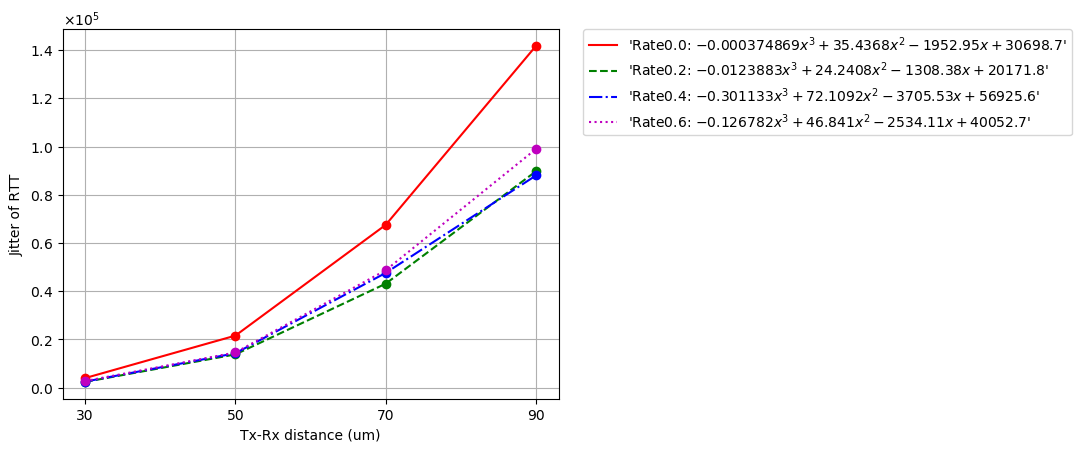 ×10⁵
1.4
1.2
1.0
0.8
0.6
0.4
0.2
0.0
30 50 70 90
Jitter of RTT
Tx-Rx distance (um)
'Rate0.0: −0.000374869x³ + 35.4368x² − 1952.95x + 30698.7'
'Rate0.2: −0.0123883x³ + 24.2408x² − 1308.38x + 20171.8'
'Rate0.4: −0.301133x³ + 72.1092x² − 3705.53x + 56925.6'
'Rate0.6: −0.126782x³ + 46.841x² − 2534.11x + 40052.7'